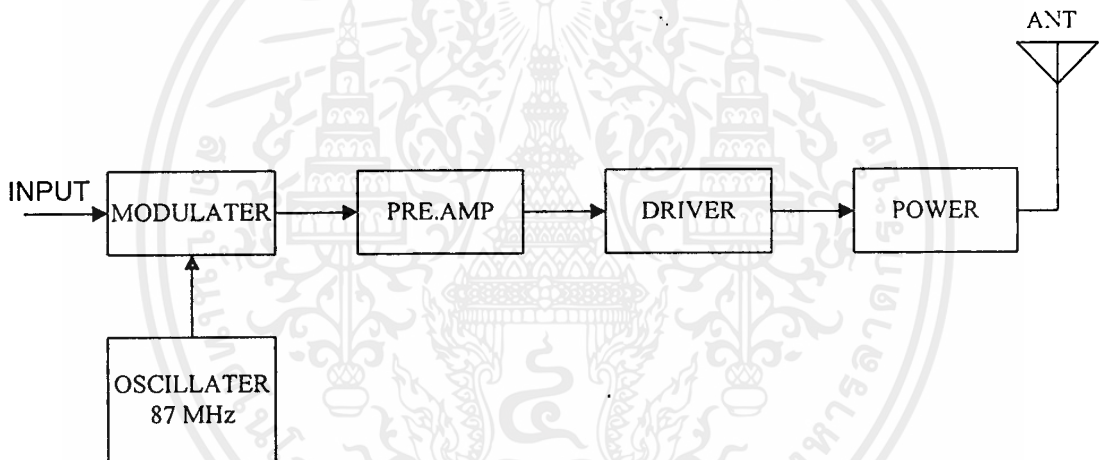 ANT
INPUT
MODULATER
PRE.AMP
DRIVER
POWER
OSCILLATER
87 MHz